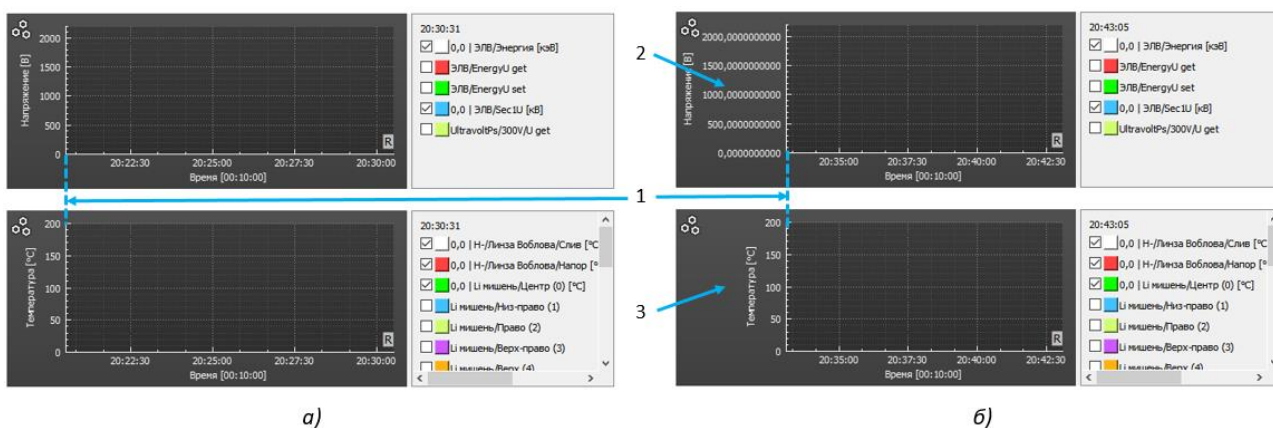 2000
1500
1000
500
0
Напряжение [В]
20:22:30 20:25:00 20:27:30 20:30:00
Время [00:10:00]
R
20:30:31
0,0 | ЭЛВ/Энергия [кэВ]
ЭЛВ/EnergyU get
ЭЛВ/EnergyU set
0,0 | ЭЛВ/Sec1U [кВ]
UltravoltPs/300V/U get
200
150
100
50
0
Температура [°C]
20:22:30 20:25:00 20:27:30 20:30:00
Время [00:10:00]
R
20:30:31
0,0 | H-/Линза Воблова/Слив [°C
0,0 | H-/Линза Воблова/Напор [°
0,0 | Li мишень/Центр (0) [°C]
Li мишень/Низ-право (1)
Li мишень/Право (2)
Li мишень/Верх-право (3)
Li мишень/Верх (4)
а)
1
2
3
2000,0000000000
1500,0000000000
1000,0000000000
500,0000000000
0,0000000000
Напряжение [В]
20:35:00 20:37:30 20:40:00 20:42:30
Время [00:10:00]
R
20:43:05
0,0 | ЭЛВ/Энергия [кэВ]
ЭЛВ/EnergyU get
ЭЛВ/EnergyU set
0,0 | ЭЛВ/Sec1U [кВ]
UltravoltPs/300V/U get
200
150
100
50
0
Температура [°C]
20:35:00 20:37:30 20:40:00 20:42:30
Время [00:10:00]
R
20:43:05
0,0 | H-/Линза Воблова/Слив [°C
0,0 | H-/Линза Воблова/Напор [°
0,0 | Li мишень/Центр (0) [°C]
Li мишень/Низ-право (1)
Li мишень/Право (2)
Li мишень/Верх-право (3)
Li мишень/Верх (4)
б)